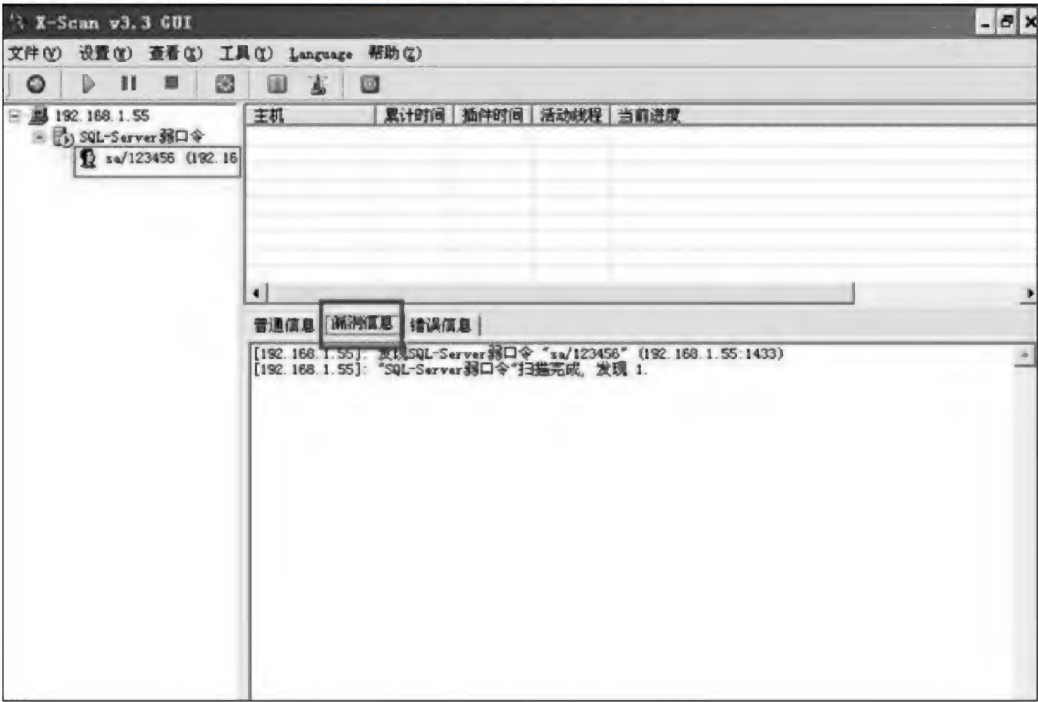 X-Scan v3.3 GUI
文件(V) 设置(W) 查看(X) 工具(Y) Language 帮助(Z)
192.168.1.55
SQL-Server弱口令
sa/123456 (192.16
主机 累计时间 插件时间 活动线程 当前进度
普通信息 漏洞信息 错误信息
[192.168.1.55]: 发现SQL-Server弱口令 "sa/123456" (192.168.1.55:1433)
[192.168.1.55]: "SQL-Server弱口令"扫描完成, 发现 1.